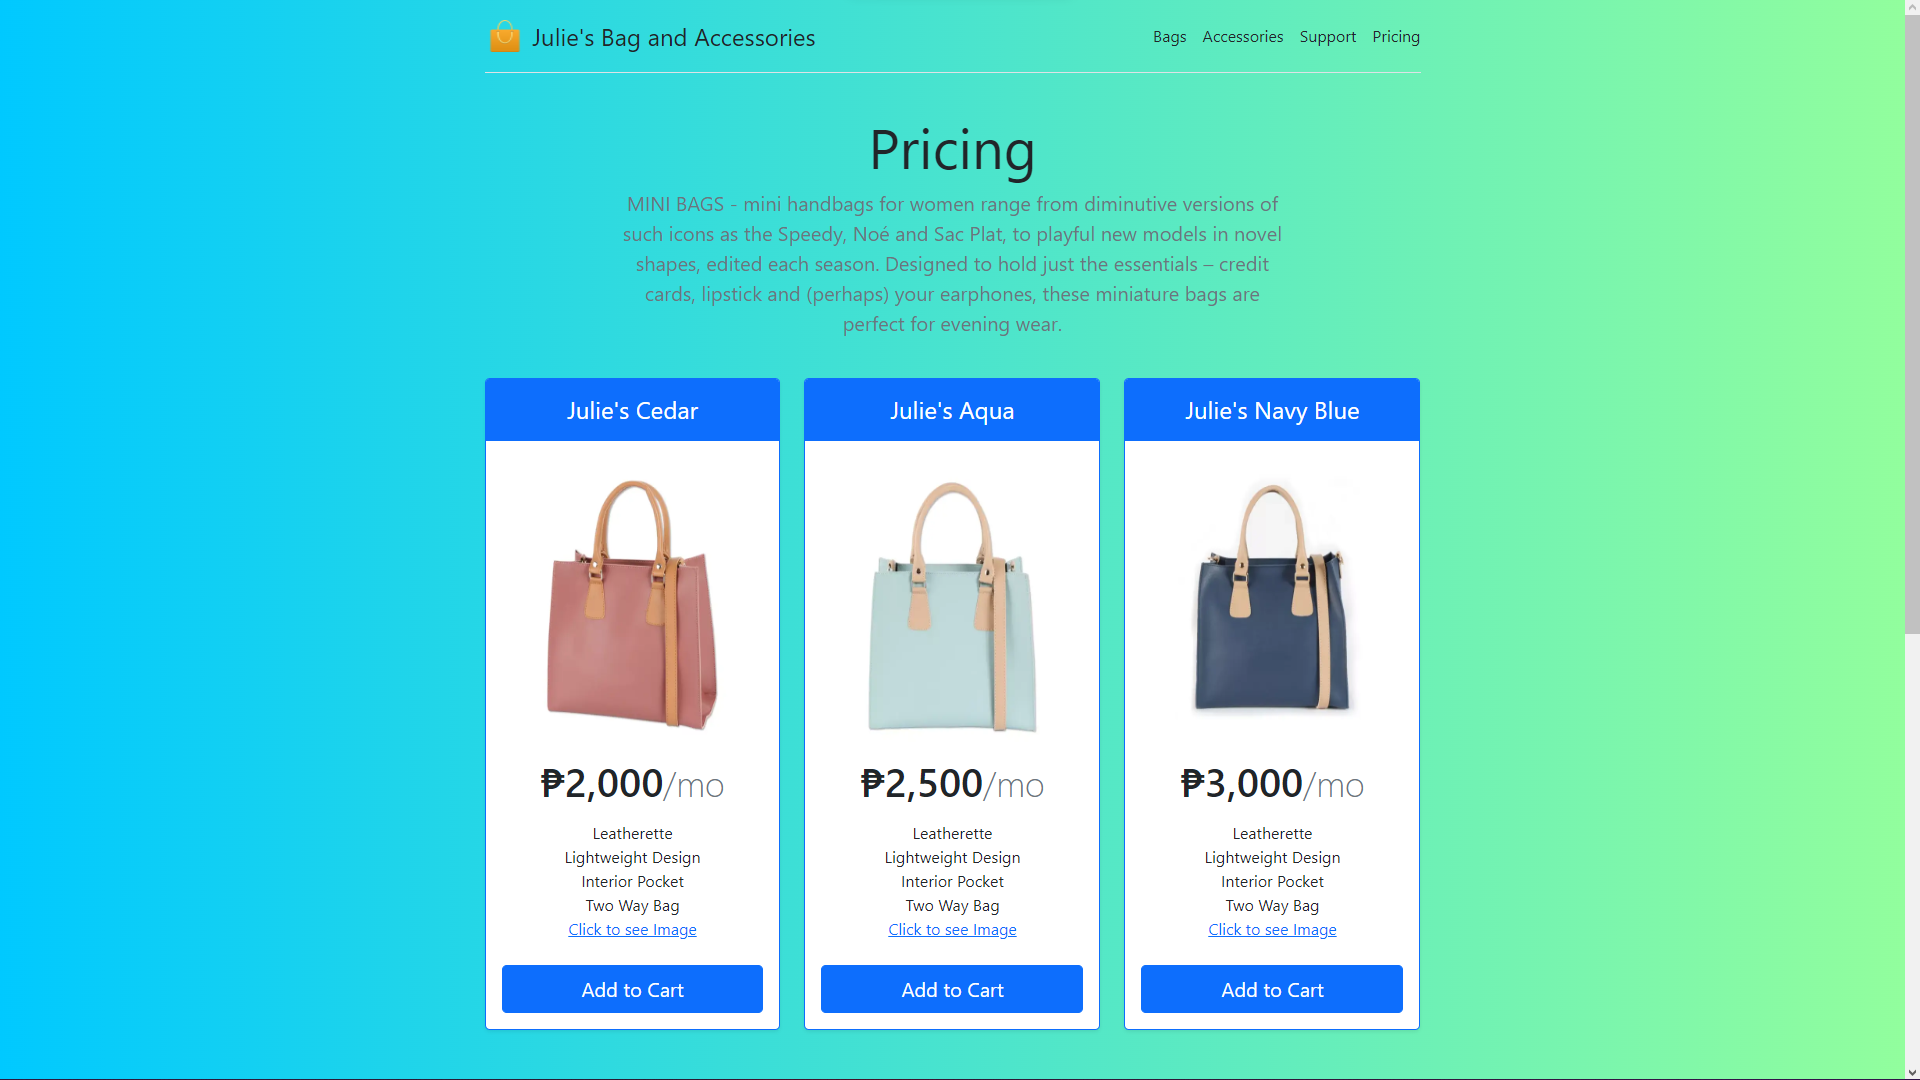 Julie's Bag and Accessories
Bags Accessories Support Pricing
Pricing
MINI BAGS - mini handbags for women range from diminutive versions of
such icons as the Speedy, Noé and Sac Plat, to playful new models in novel
shapes, edited each season. Designed to hold just the essentials – credit
cards, lipstick and (perhaps) your earphones, these miniature bags are
perfect for evening wear.
Julie's Cedar
₱2,000/mo
Leatherette
Lightweight Design
Interior Pocket
Two Way Bag
Click to see Image
Add to Cart
Julie's Aqua
₱2,500/mo
Leatherette
Lightweight Design
Interior Pocket
Two Way Bag
Click to see Image
Add to Cart
Julie's Navy Blue
₱3,000/mo
Leatherette
Lightweight Design
Interior Pocket
Two Way Bag
Click to see Image
Add to Cart